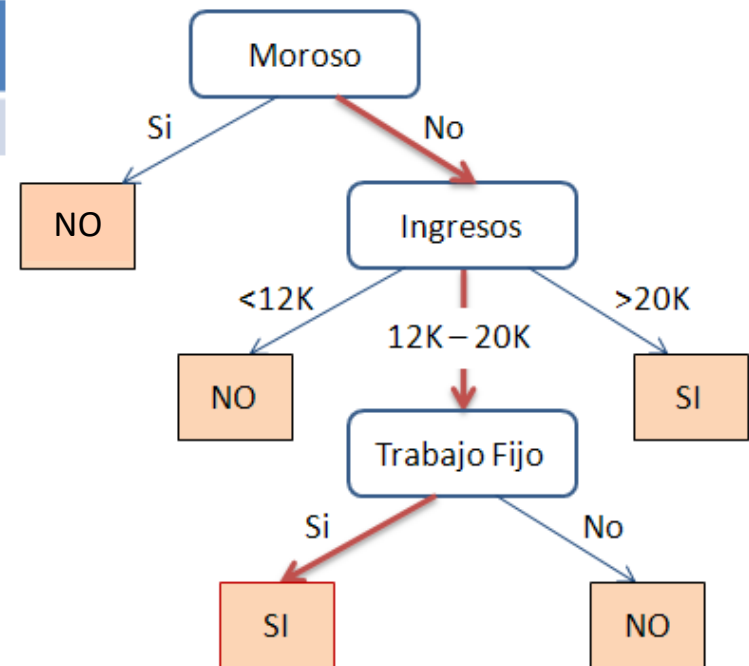 Moroso
Si
No
NO
Ingresos
<12K
>20K
12K – 20K
NO
SI
Trabajo Fijo
Si
No
SI
NO